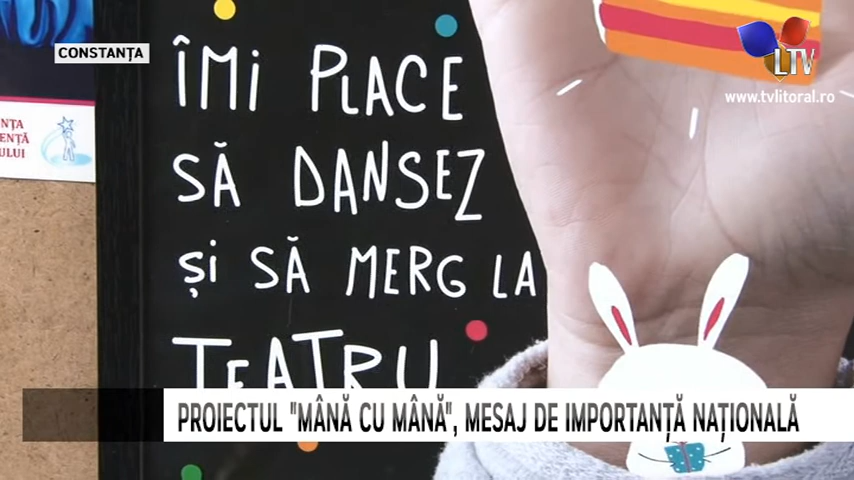 CONSTANȚA
LTV
www.tvlitoral.ro
ÎMI PLACE
SĂ DANSEZ
și SĂ MERG LA
TEATRU
PROIECTUL "MÂNĂ CU MÂNĂ", MESAJ DE IMPORTANȚĂ NAȚIONALĂ